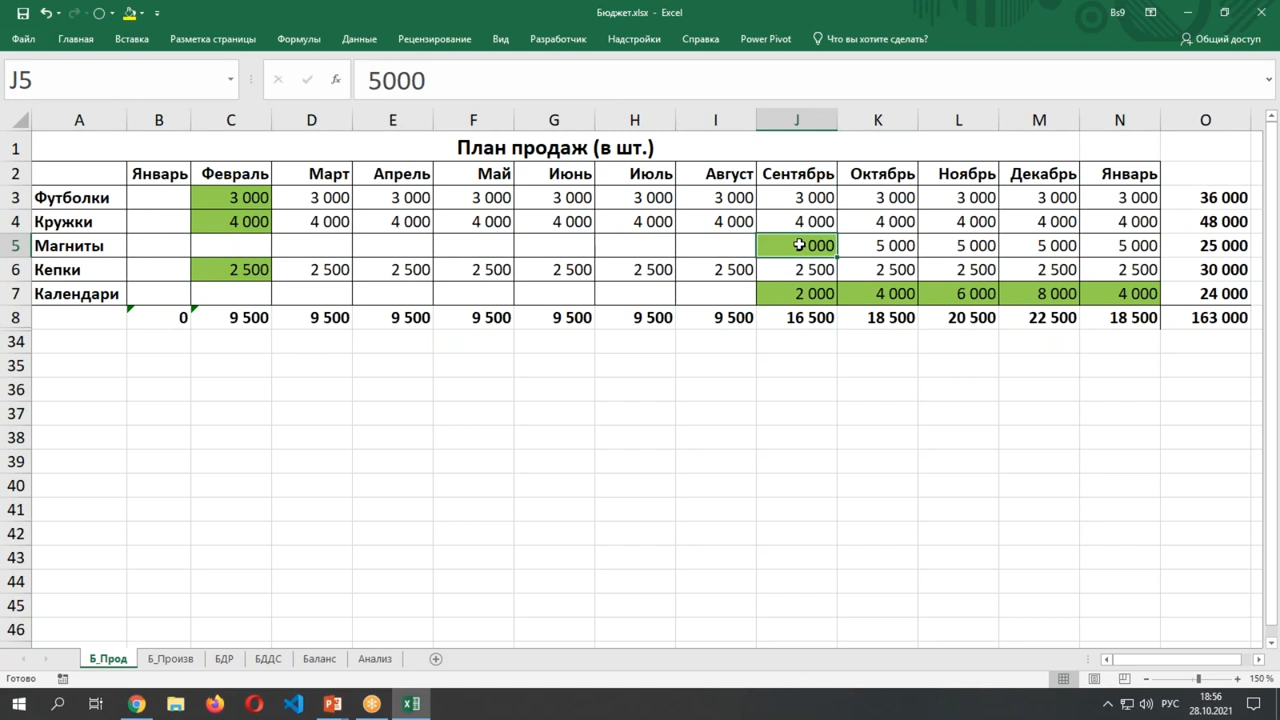 Бюджет.xlsx - Excel
Bs9
Файл Главная Вставка Разметка страницы Формулы Данные Рецензирование Вид Разработчик Надстройки Справка Power Pivot Что вы хотите сделать? Общий доступ
J5 fx 5000
A B C D E F G H I J K L M N O
1 План продаж (в шт.)
2 Январь Февраль Март Апрель Май Июнь Июль Август Сентябрь Октябрь Ноябрь Декабрь Январь
3 Футболки 3 000 3 000 3 000 3 000 3 000 3 000 3 000 3 000 3 000 3 000 3 000 3 000 36 000
4 Кружки 4 000 4 000 4 000 4 000 4 000 4 000 4 000 4 000 4 000 4 000 4 000 4 000 48 000
5 Магниты 000 5 000 5 000 5 000 5 000 25 000
6 Кепки 2 500 2 500 2 500 2 500 2 500 2 500 2 500 2 500 2 500 2 500 2 500 2 500 30 000
7 Календари 2 000 4 000 6 000 8 000 4 000 24 000
8 0 9 500 9 500 9 500 9 500 9 500 9 500 9 500 16 500 18 500 20 500 22 500 18 500 163 000
34
35
36
37
38
39
40
41
42
43
44
45
46
Б_Прод Б_Произв БДР БДДС Баланс Анализ
Готово 150 %
РУС 18:56
28.10.2021